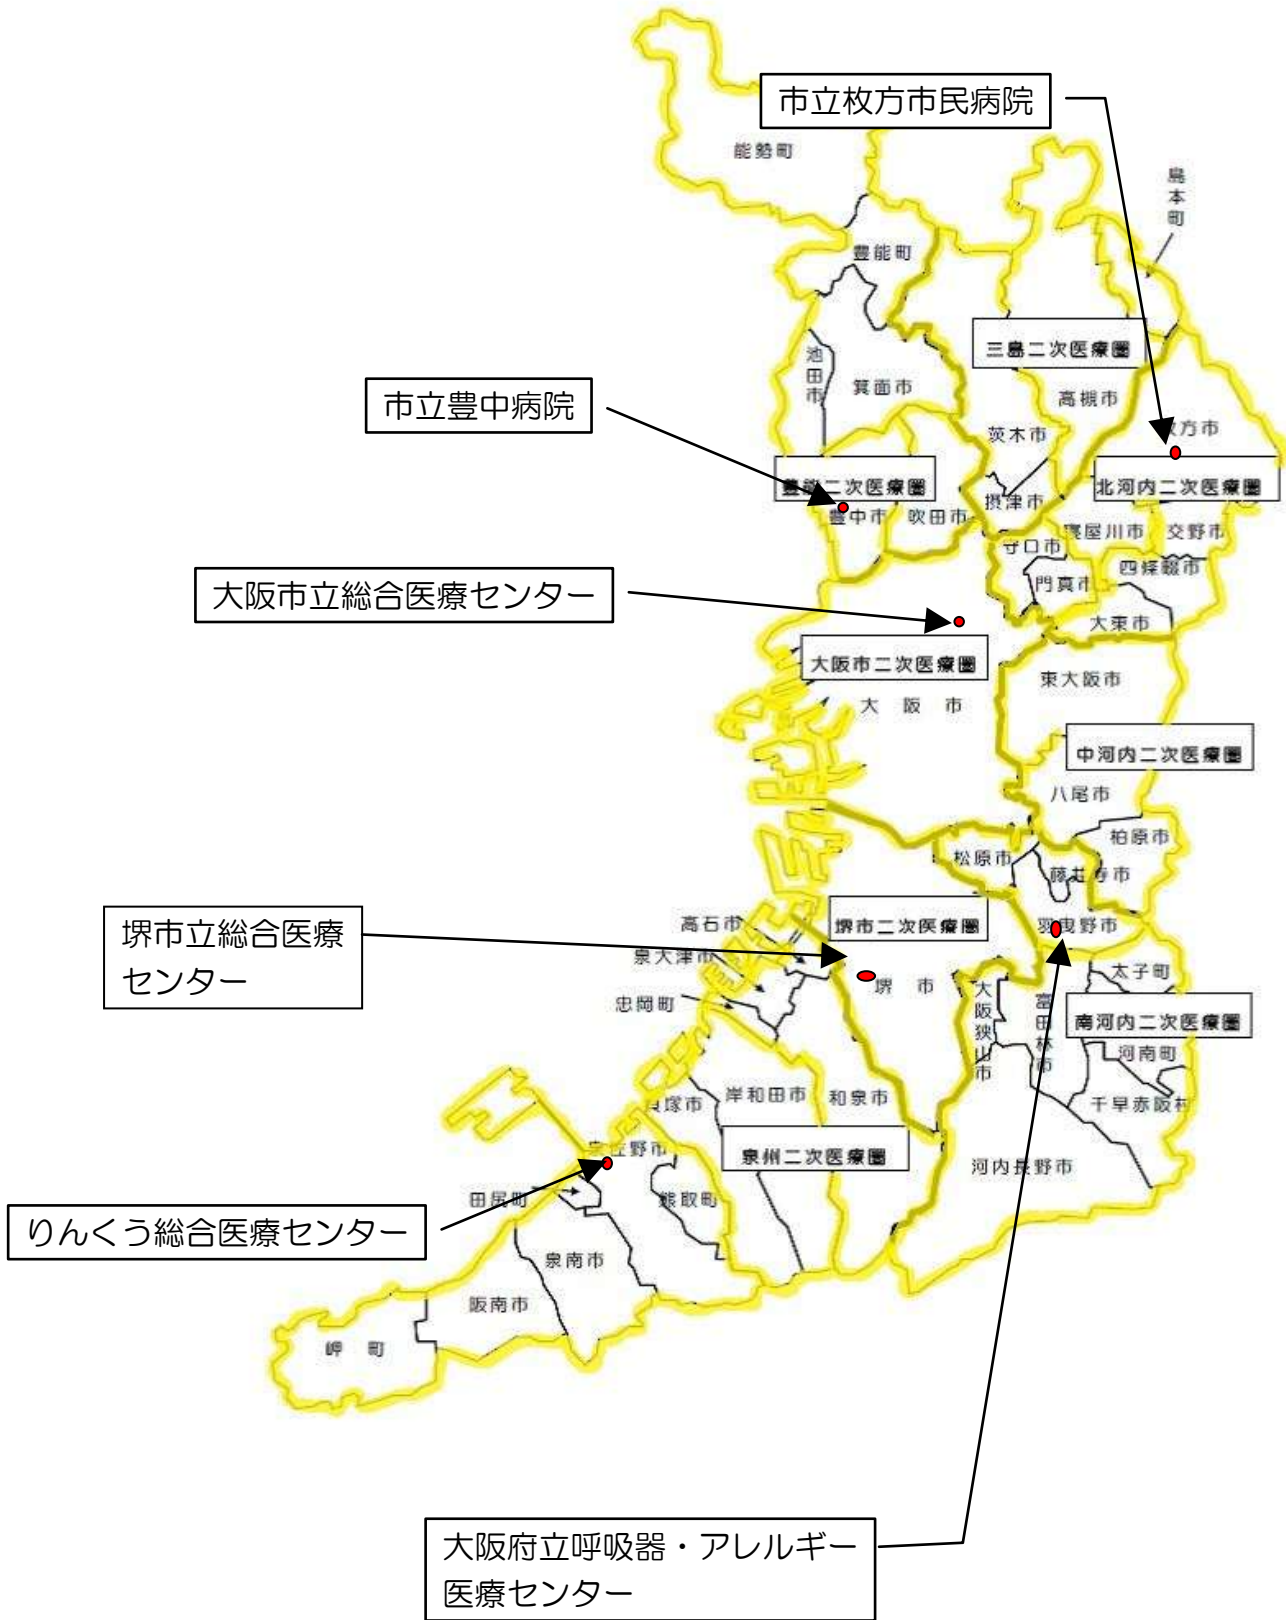 市立枚方市民病院
能勢町
島本町
豊能町
三島二次医療圏
池田市
箕面市
高槻市
市立豊中病院
茨木市
枚方市
豊能二次医療圏
北河内二次医療圏
摂津市
豊中市
吹田市
寝屋川市
交野市
守口市
四條畷市
門真市
大阪市立総合医療センター
大東市
大阪市二次医療圏
東大阪市
大阪市
中河内二次医療圏
八尾市
柏原市
松原市
藤井寺市
堺市二次医療圏
高石市
羽曳野市
堺市立総合医療
センター
泉大津市
太子町
堺市
大阪狭山市
富田林市
忠岡町
南河内二次医療圏
河南町
貝塚市
岸和田市
和泉市
千早赤阪村
泉佐野市
泉州二次医療圏
河内長野市
田尻町
熊取町
りんくう総合医療センター
泉南市
阪南市
岬町
大阪府立呼吸器・アレルギー
医療センター